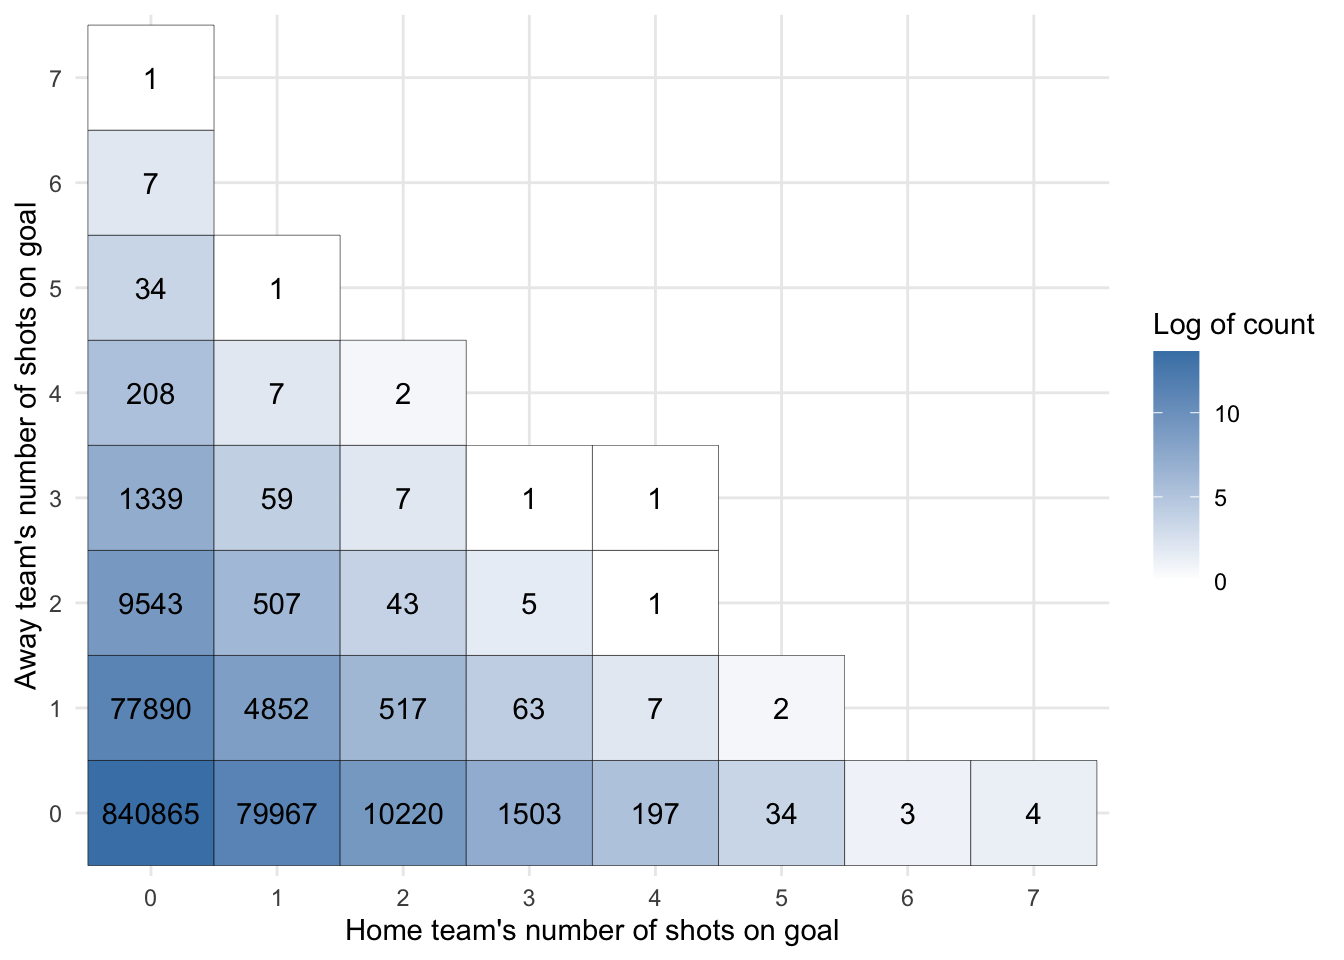 7 1
6 7
5 34 1
4 208 7 2
3 1339 59 7 1 1
2 9543 507 43 5 1
1 77890 4852 517 63 7 2
0 840865 79967 10220 1503 197 34 3 4
0 1 2 3 4 5 6 7
Home team's number of shots on goal
Away team's number of shots on goal
Log of count
10
5
0